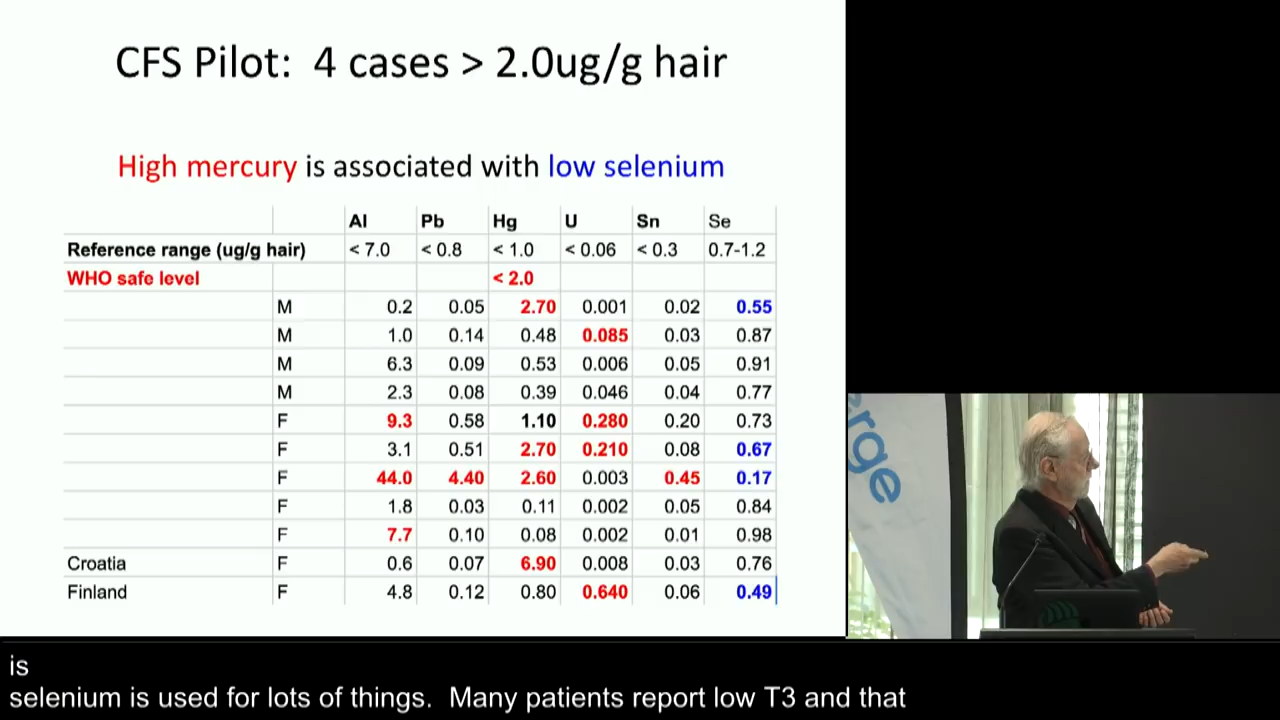 CFS Pilot: 4 cases > 2.0ug/g hair
High mercury is associated with low selenium
Al Pb Hg U Sn Se
Reference range (ug/g hair) < 7.0 < 0.8 < 1.0 < 0.06 < 0.3 0.7-1.2
WHO safe level < 2.0
M 0.2 0.05 2.70 0.001 0.02 0.55
M 1.0 0.14 0.48 0.085 0.03 0.87
M 6.3 0.09 0.53 0.006 0.05 0.91
M 2.3 0.08 0.39 0.046 0.04 0.77
F 9.3 0.58 1.10 0.280 0.20 0.73
F 3.1 0.51 2.70 0.210 0.08 0.67
F 44.0 4.40 2.60 0.003 0.45 0.17
F 1.8 0.03 0.11 0.002 0.05 0.84
F 7.7 0.10 0.08 0.002 0.01 0.98
Croatia F 0.6 0.07 6.90 0.008 0.03 0.76
Finland F 4.8 0.12 0.80 0.640 0.06 0.49
erge
is
selenium is used for lots of things. Many patients report low T3 and that